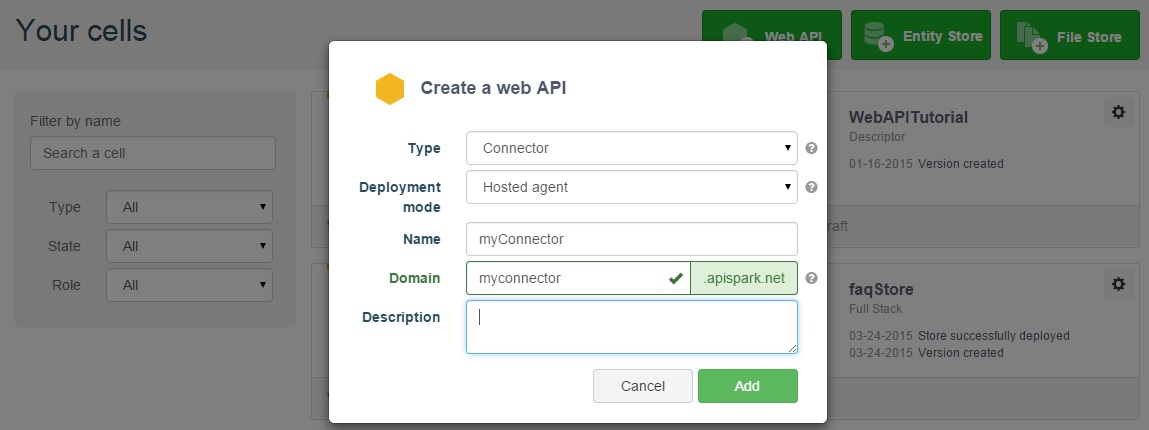 Your cells
Web API
Entity Store
File Store
Create a web API
Type
Connector
Deployment
mode
Hosted agent
Name
myConnector
Domain
myconnector
.apispark.net
Description
Cancel
Add
Filter by name
Search a cell
Type
All
State
All
Role
All
WebAPITutorial
Descriptor
01-16-2015 Version created
faqStore
Full Stack
03-24-2015 Store successfully deployed
03-24-2015 Version created